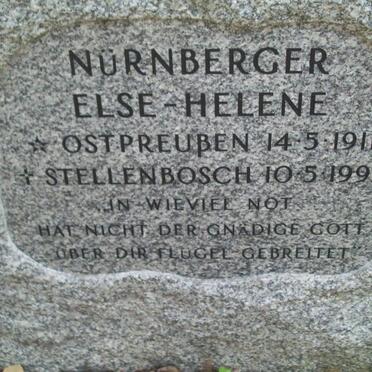 NÜRNBERGER
ELSE-HELENE
☆ OSTPREUßEN 14·5·191
✝ STELLENBOSCH 10·5·199
„IN WIEVIEL NOT
HAT NICHT DER GNÄDIGE GOTT
ÜBER DIR FLÜGEL GEBREITET"